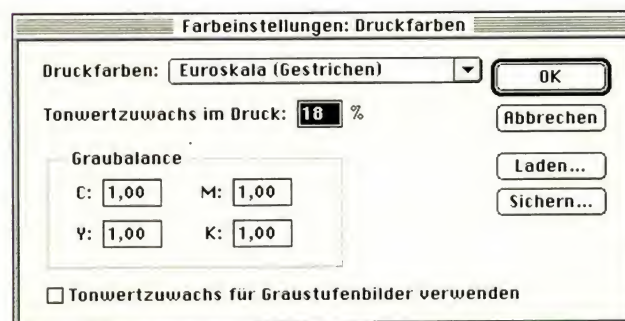 Farbeinstellungen: Druckfarben
Druckfarben: Euroskala (Gestrichen)
OK
Tonwertzuwachs im Druck: 18 %
Abbrechen
Graubalance
Laden...
C: 1,00 M: 1,00
Sichern...
Y: 1,00 K: 1,00
Tonwertzuwachs für Graustufenbilder verwenden